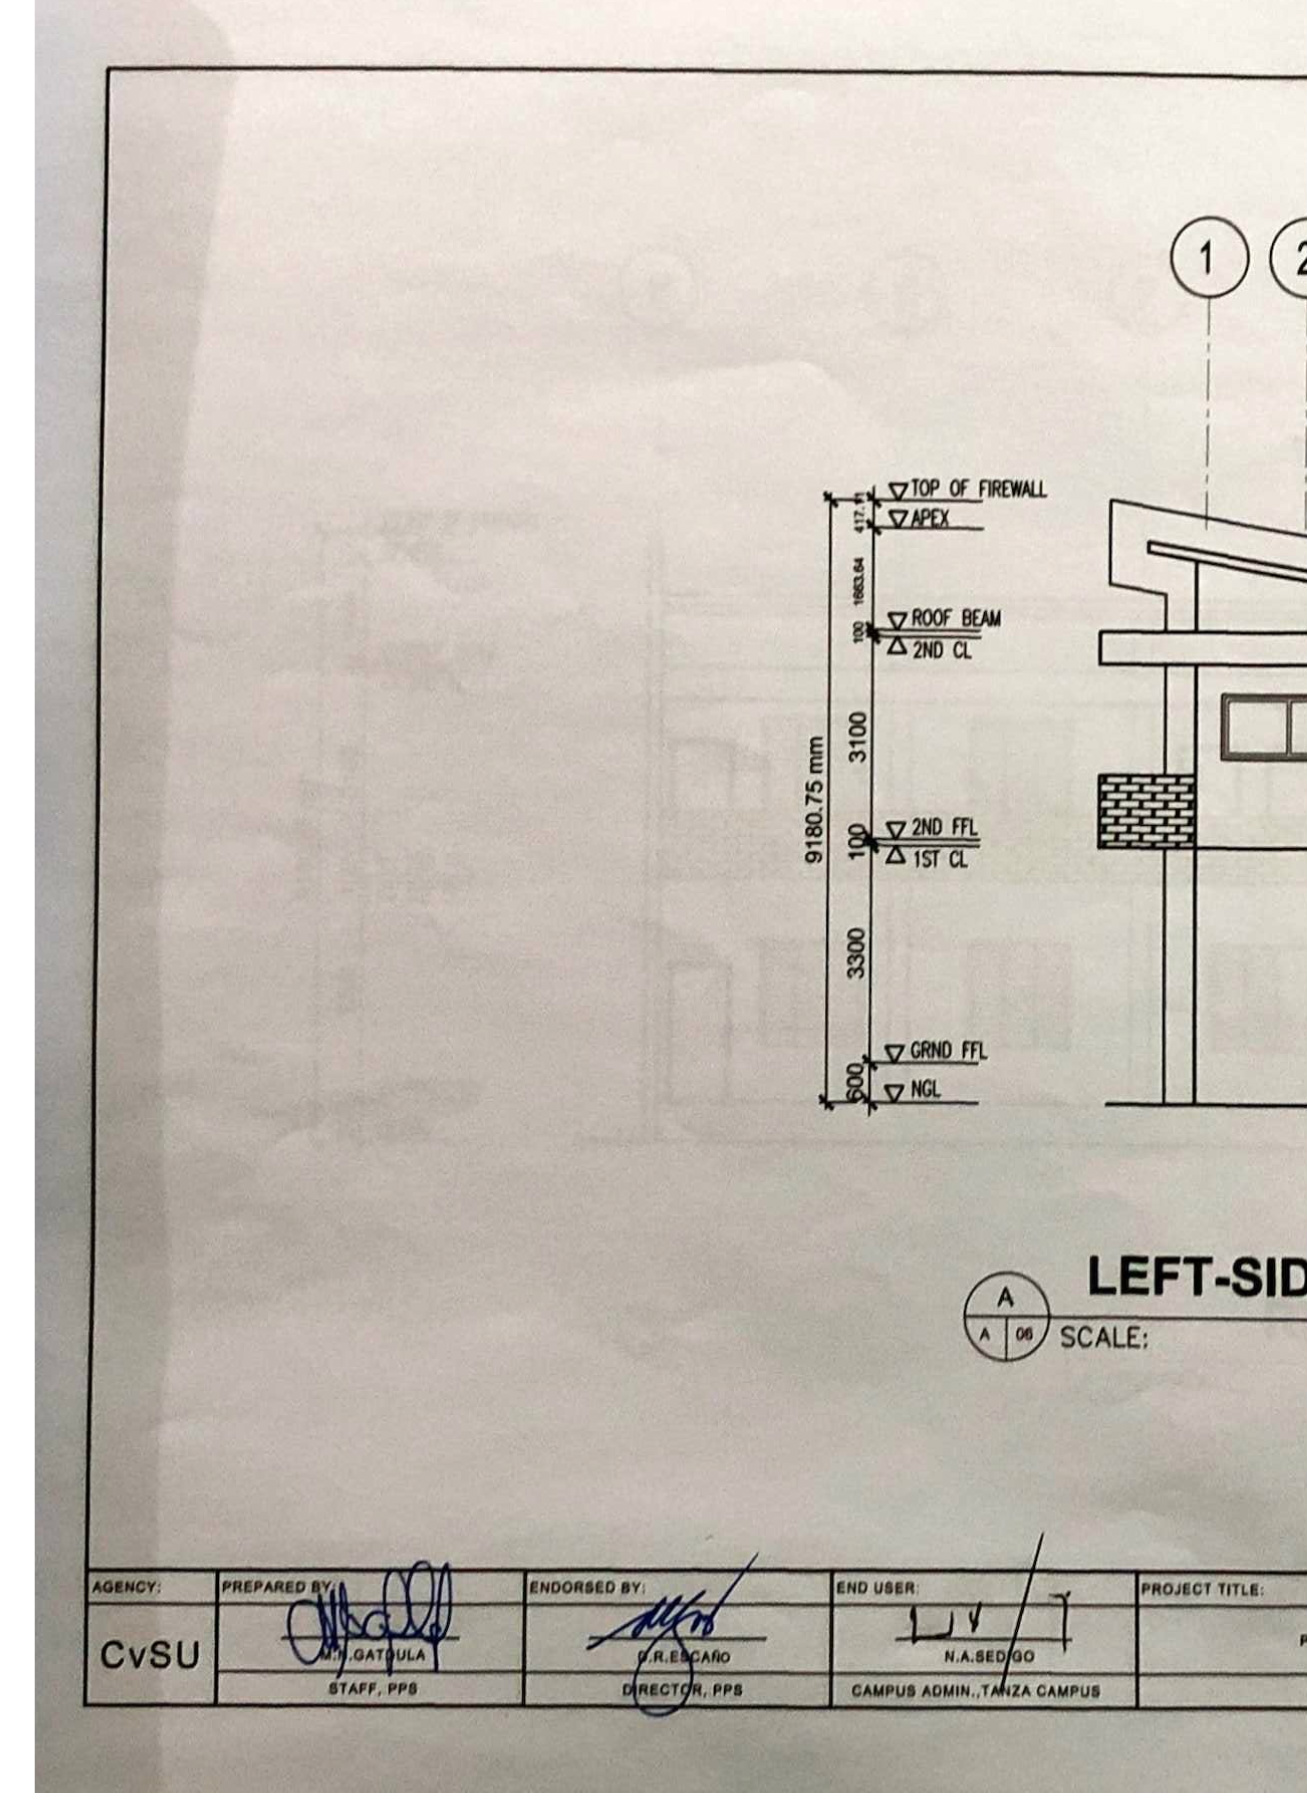 1
2
TOP OF FIREWALL
417.11
APEX
1663.64
ROOF BEAM
100
2ND CL
3100
9180.75 mm
2ND FFL
100
1ST CL
3300
GRND FFL
600
NGL
LEFT-SID
A
A 06
SCALE:
AGENCY:
PREPARED BY:
ENDORSED BY:
END USER:
PROJECT TITLE:
CvSU
GATDULA
ESCAÑO
N.A.SEDIGO
STAFF, PPS
DIRECTOR, PPS
CAMPUS ADMIN.,TANZA CAMPUS